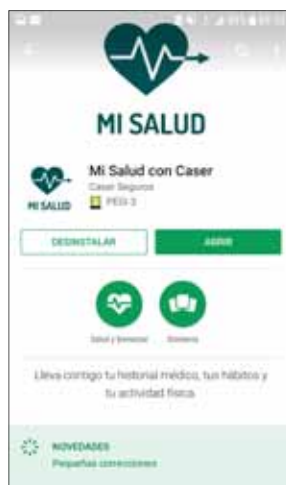 MI SALUD
Mi Salud con Caser
Caser Seguros
PEGI 3
MI SALUD
DESINSTALAR
ABRIR
Salud y bienestar
Similares
Lleva contigo tu historial médico, tus hábitos y
tu actividad física.
NOVEDADES
Pequeñas correcciones